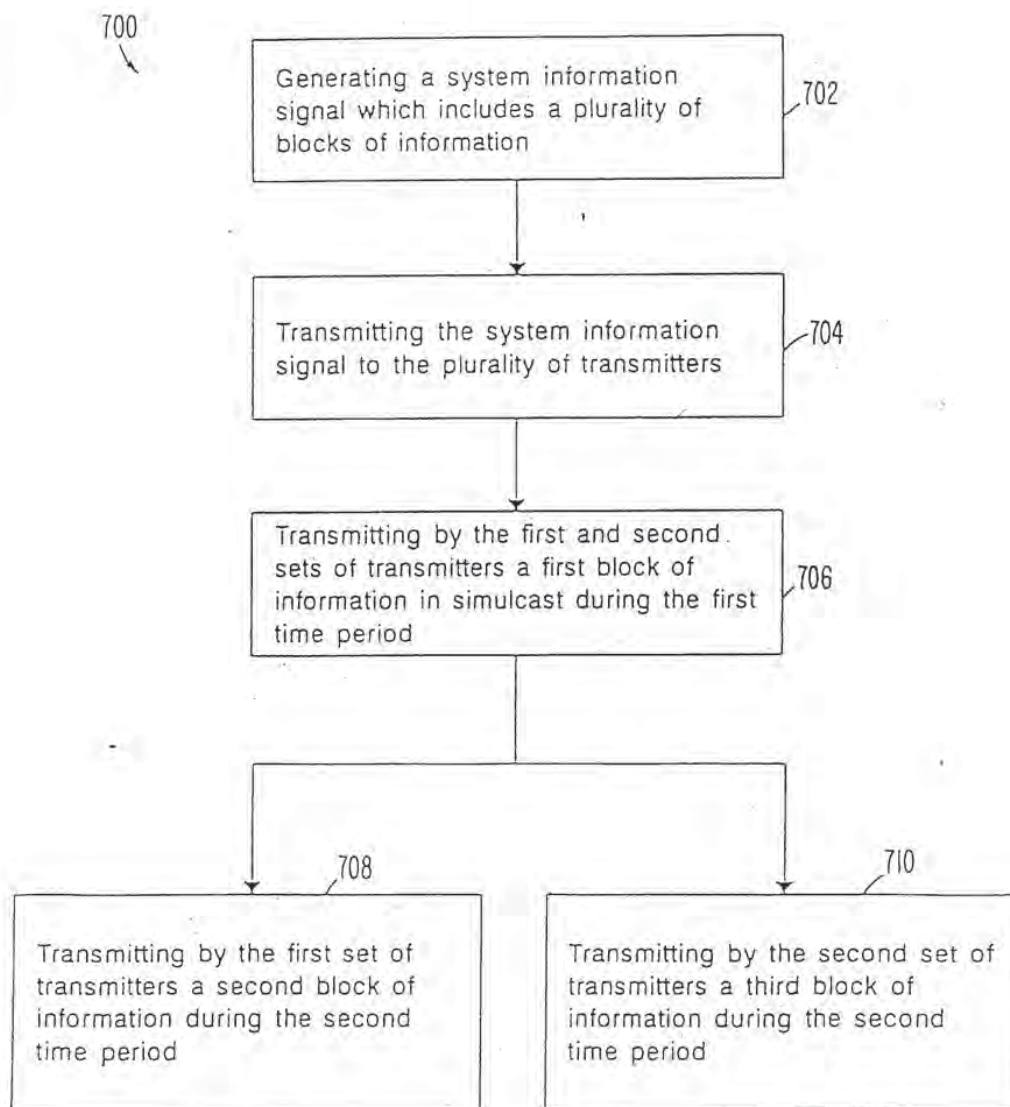 700
Generating a system information
signal which includes a plurality of
blocks of information
702
Transmitting the system information
signal to the plurality of transmitters
704
Transmitting by the first and second
sets of transmitters a first block of
information in simulcast during the first
time period
706
708
Transmitting by the first set of
transmitters a second block of
information during the second
time period
710
Transmitting by the second set of
transmitters a third block of
information during the second
time period